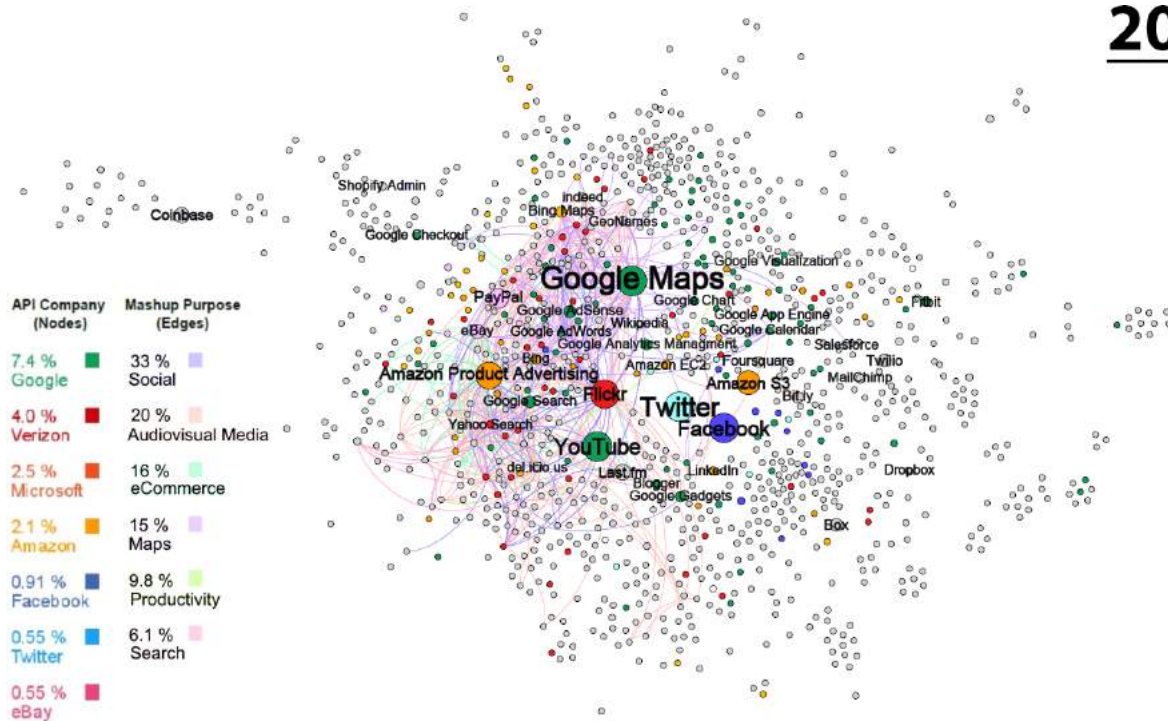 20
Shopify Admin
indeed
Coinbase
Bing Maps
GeoNames
Google Checkout
Google Visualization
Google Maps
PayPal
Google Chart
Fitbit
Google AdSense
Google App Engine
Wikipedia
eBay
Google AdWords
Google Calendar
Google Analytics Managment
Salesforce
Bing
Amazon EC2
Foursquare
Twilio
Amazon Product Advertising
Amazon S3
MailChimp
Flickr
Bit.ly
Google Search
Twitter
Yahoo Search
Facebook
YouTube
del.icio.us
Last.fm
LinkedIn
Dropbox
Blogger
Google Gadgets
Box
API Company
(Nodes)
7.4 %
Google
4.0 %
Verizon
2.5 %
Microsoft
2.1 %
Amazon
0.91 %
Facebook
0.55 %
Twitter
0.55 %
eBay
Mashup Purpose
(Edges)
33 %
Social
20 %
Audiovisual Media
16 %
eCommerce
15 %
Maps
9.8 %
Productivity
6.1 %
Search